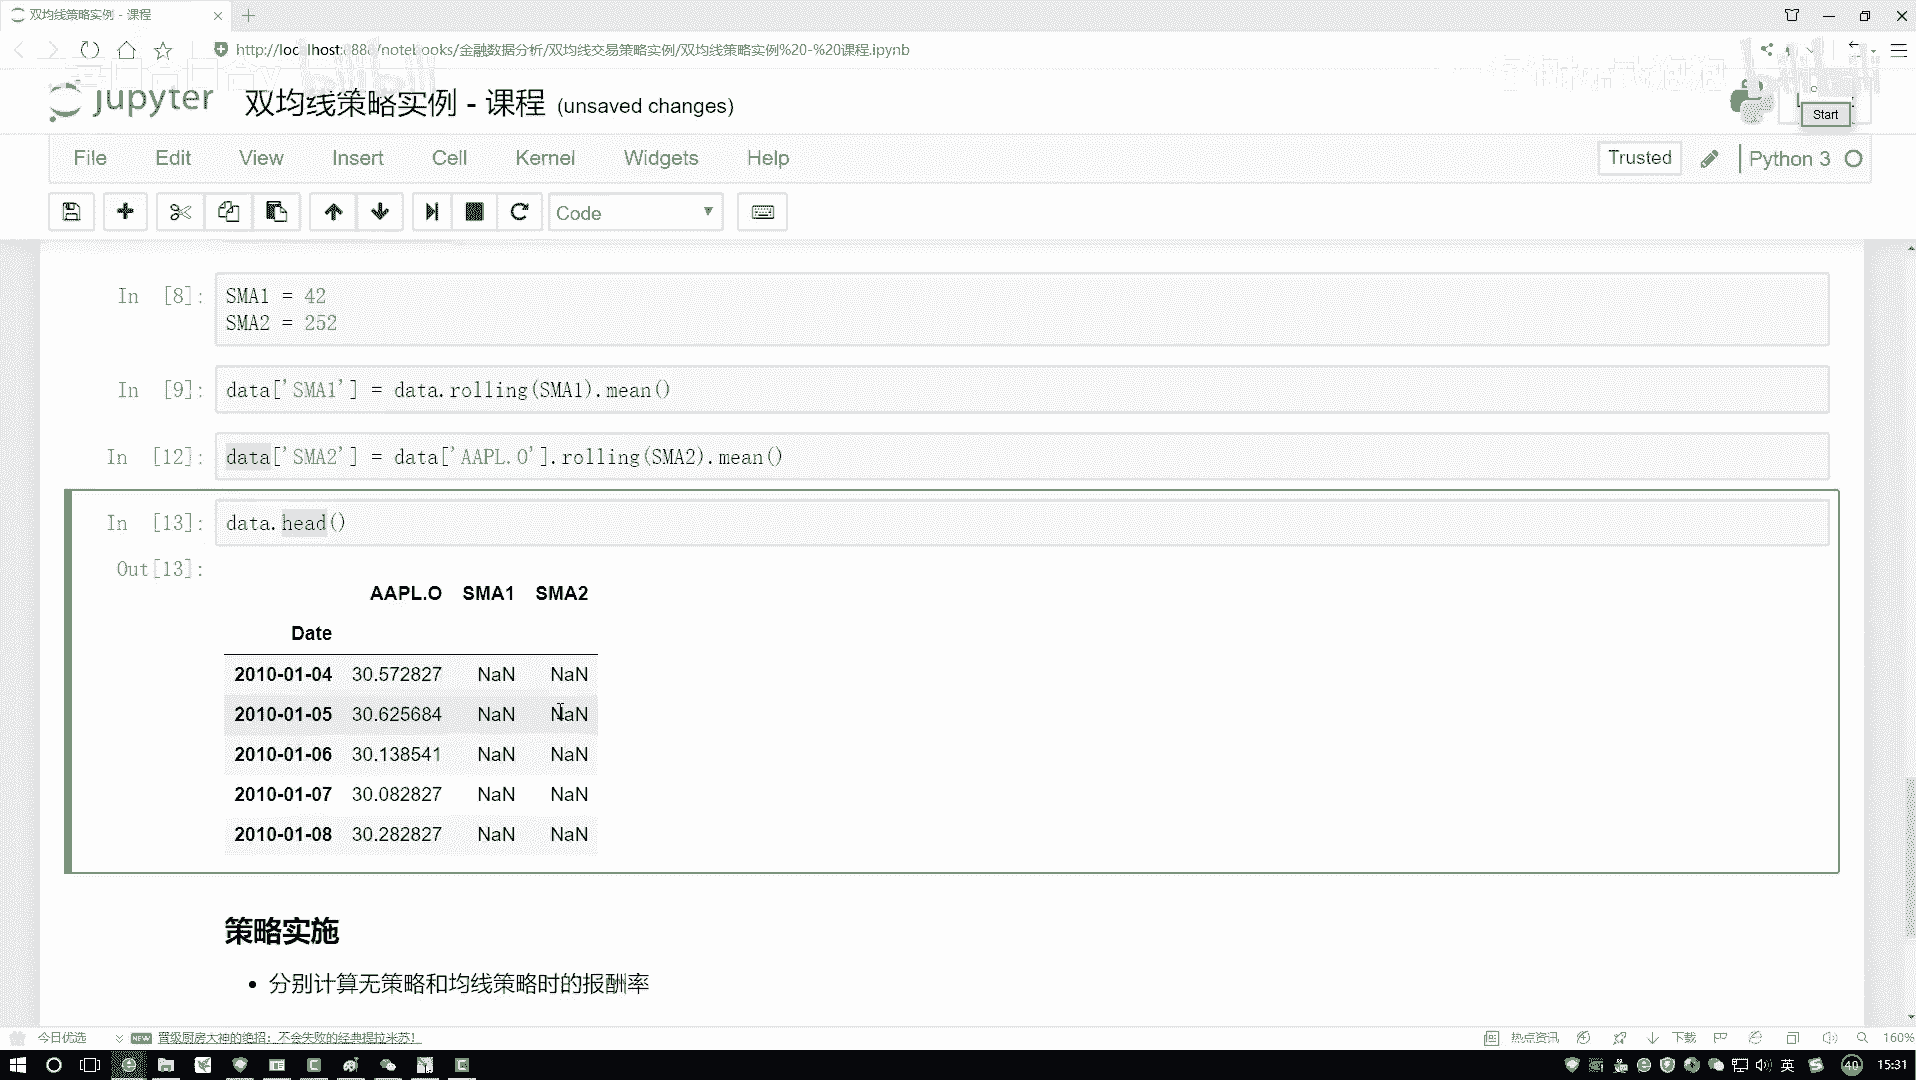 双均线策略实例 - 课程
/notebooks/金融数据分析/双均线交易策略实例/双均线策略实例%20-%20课程.ipynb
jupyter 双均线策略实例 - 课程 (unsaved changes)
Start
File Edit View Insert Cell Kernel Widgets Help
Trusted Python 3
Code
In [8]: SMA1 = 42
SMA2 = 252
In [9]: data['SMA1'] = data.rolling(SMA1).mean()
In [12]: data['SMA2'] = data['AAPL.O'].rolling(SMA2).mean()
In [13]: data.head()
Out[13]:
AAPL.O SMA1 SMA2
Date
2010-01-04 30.572827 NaN NaN
2010-01-05 30.625684 NaN NaN
2010-01-06 30.138541 NaN NaN
2010-01-07 30.082827 NaN NaN
2010-01-08 30.282827 NaN NaN
策略实施
• 分别计算无策略和均线策略时的报酬率
今日优选 NEW 晋级厨房大神的绝招：不会失败的经典提拉米苏！ 热点资讯 下载 160%
英 40 15:31